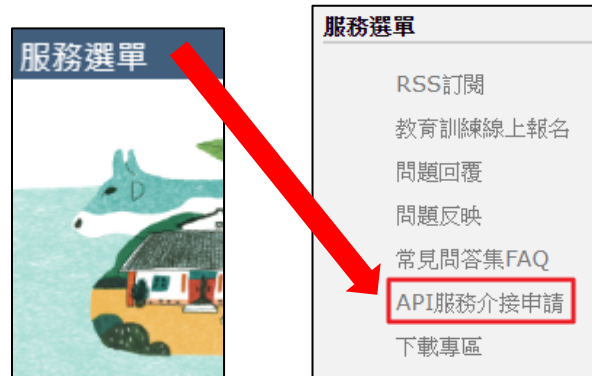 服務選單
服務選單
RSS訂閱
教育訓練線上報名
問題回覆
問題反映
常見問答集FAQ
API服務介接申請
下載專區